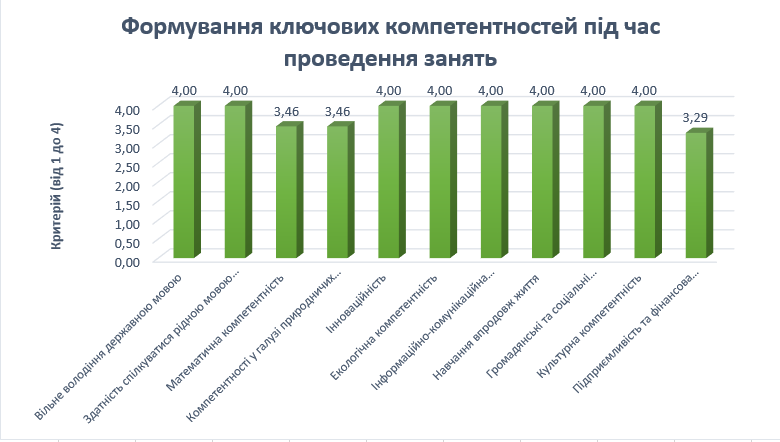 Формування ключових компетентностей під час
проведення занять
4,00 4,00 3,46 3,46 4,00 4,00 4,00 4,00 4,00 4,00 3,29
Критерій (від 1 до 4)
4,00
3,50
3,00
2,50
2,00
1,50
1,00
0,50
0,00
Вільне володіння державною мовою
Здатність спілкуватися рідною мовою…
Математична компетентність
Компетентності у галузі природничих…
Інноваційність
Екологічна компетентність
Інформаційно-комунікаційна…
Навчання впродовж життя
Громадянські та соціальні…
Культурна компетентність
Підприємливість та фінансова…